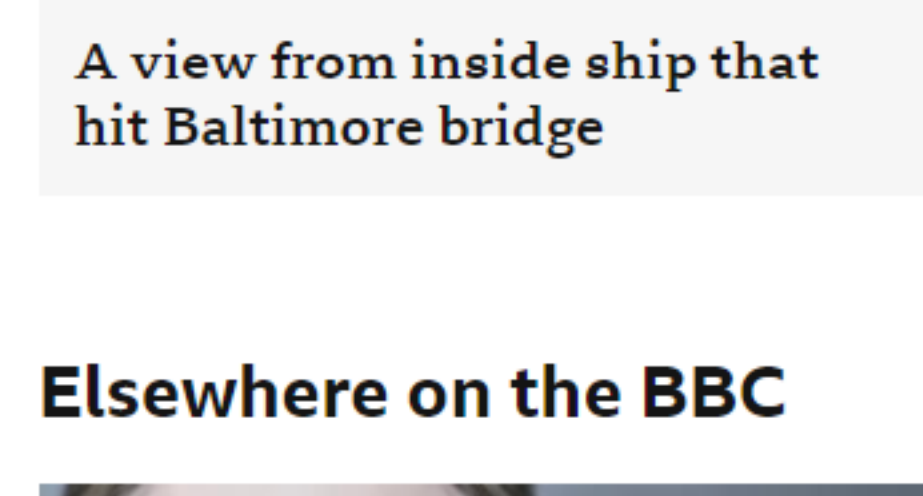 A view from inside ship that
hit Baltimore bridge
Elsewhere on the BBC